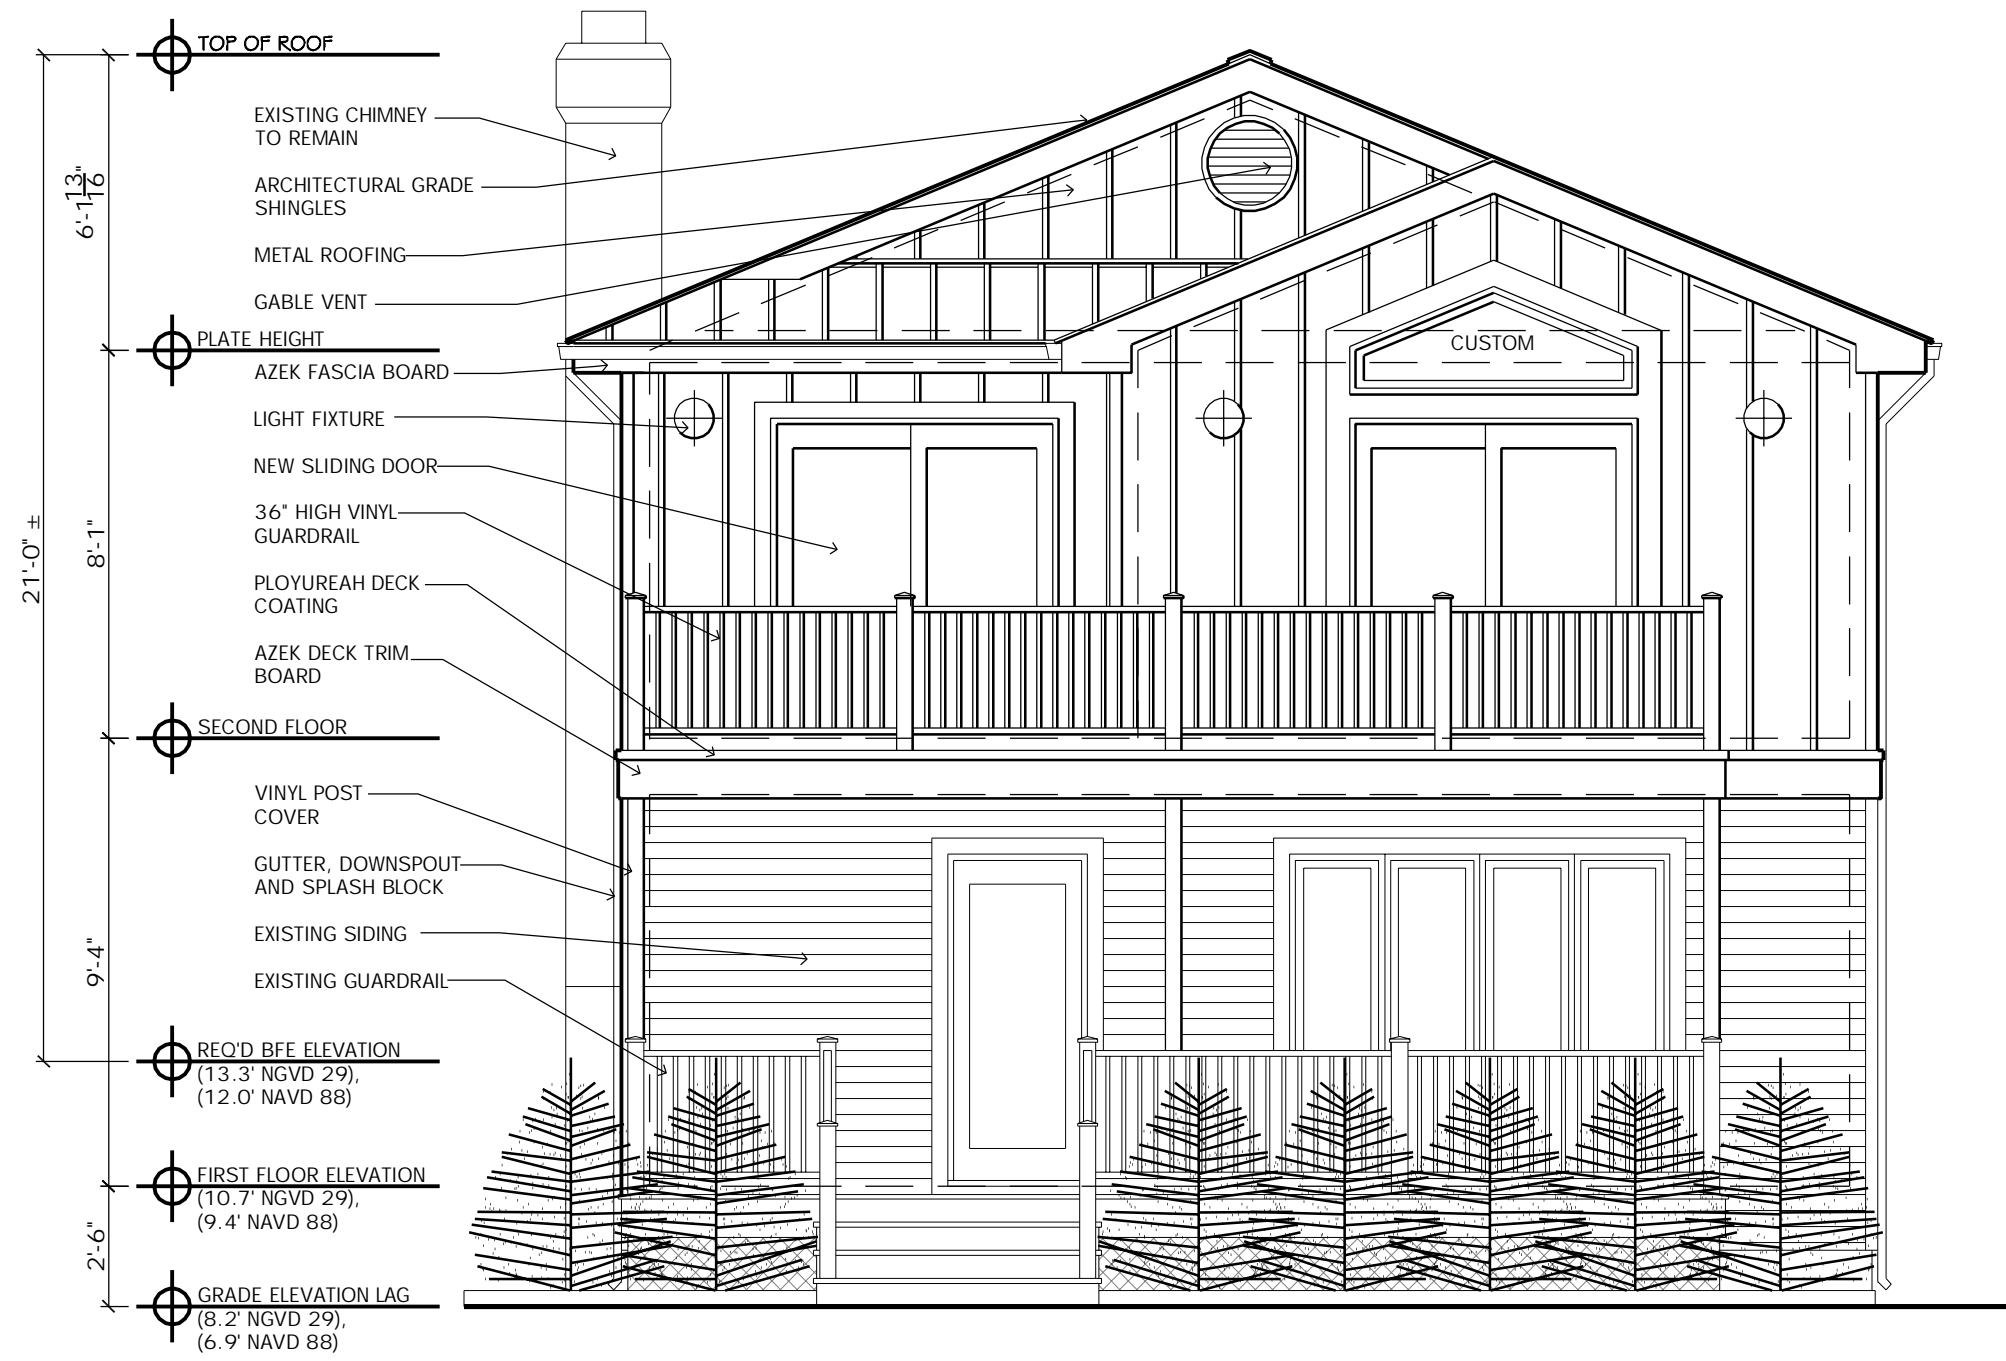 TOP OF ROOF
EXISTING CHIMNEY
TO REMAIN
ARCHITECTURAL GRADE
SHINGLES
6'-1 13/16"
METAL ROOFING
GABLE VENT
PLATE HEIGHT
CUSTOM
AZEK FASCIA BOARD
LIGHT FIXTURE
NEW SLIDING DOOR
36" HIGH VINYL
GUARDRAIL
8'-1"
21'-0" ±
PLOYUREAH DECK
COATING
AZEK DECK TRIM
BOARD
SECOND FLOOR
VINYL POST
COVER
GUTTER, DOWNSPOUT
AND SPLASH BLOCK
EXISTING SIDING
9'-4"
EXISTING GUARDRAIL
REQ'D BFE ELEVATION
(13.3' NGVD 29),
(12.0' NAVD 88)
FIRST FLOOR ELEVATION
(10.7' NGVD 29),
(9.4' NAVD 88)
2'-6"
GRADE ELEVATION LAG
(8.2' NGVD 29),
(6.9' NAVD 88)